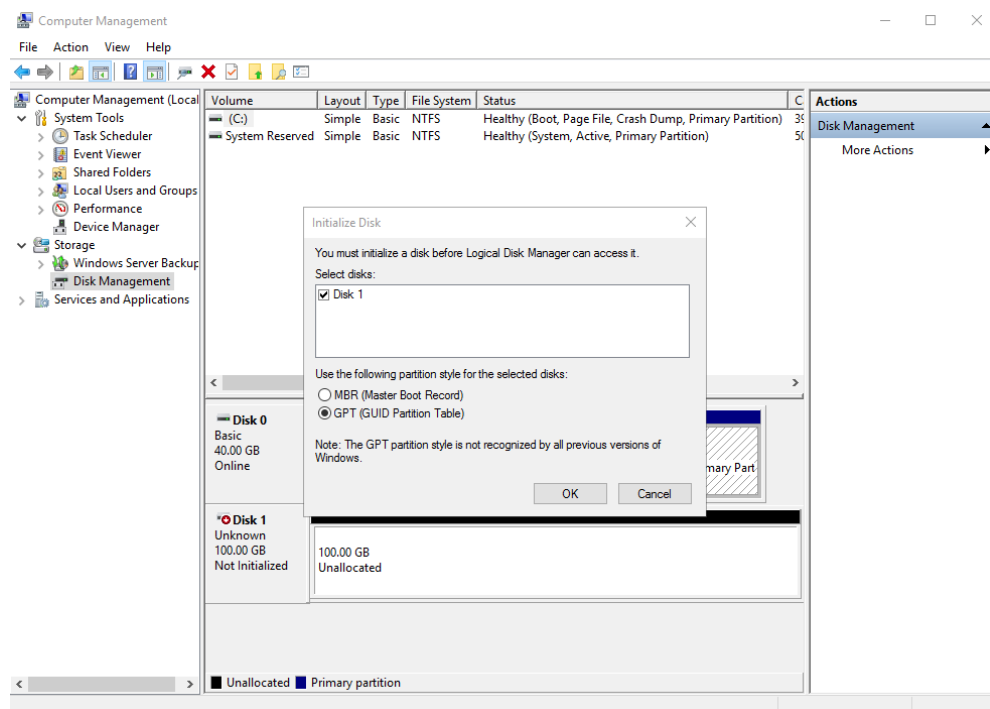 Computer Management
File Action View Help
Computer Management (Local
System Tools
Task Scheduler
Event Viewer
Shared Folders
Local Users and Groups
Performance
Device Manager
Storage
Windows Server Backup
Disk Management
Services and Applications
Volume Layout Type File System Status C
(C:) Simple Basic NTFS Healthy (Boot, Page File, Crash Dump, Primary Partition) 39
System Reserved Simple Basic NTFS Healthy (System, Active, Primary Partition) 50
Initialize Disk
You must initialize a disk before Logical Disk Manager can access it.
Select disks:
Disk 1
Use the following partition style for the selected disks:
MBR (Master Boot Record)
GPT (GUID Partition Table)
Note: The GPT partition style is not recognized by all previous versions of
Windows.
OK Cancel
Disk 0
Basic
40.00 GB
Online
mary Part
Disk 1
Unknown
100.00 GB
Not Initialized
100.00 GB
Unallocated
Unallocated Primary partition
Actions
Disk Management
More Actions